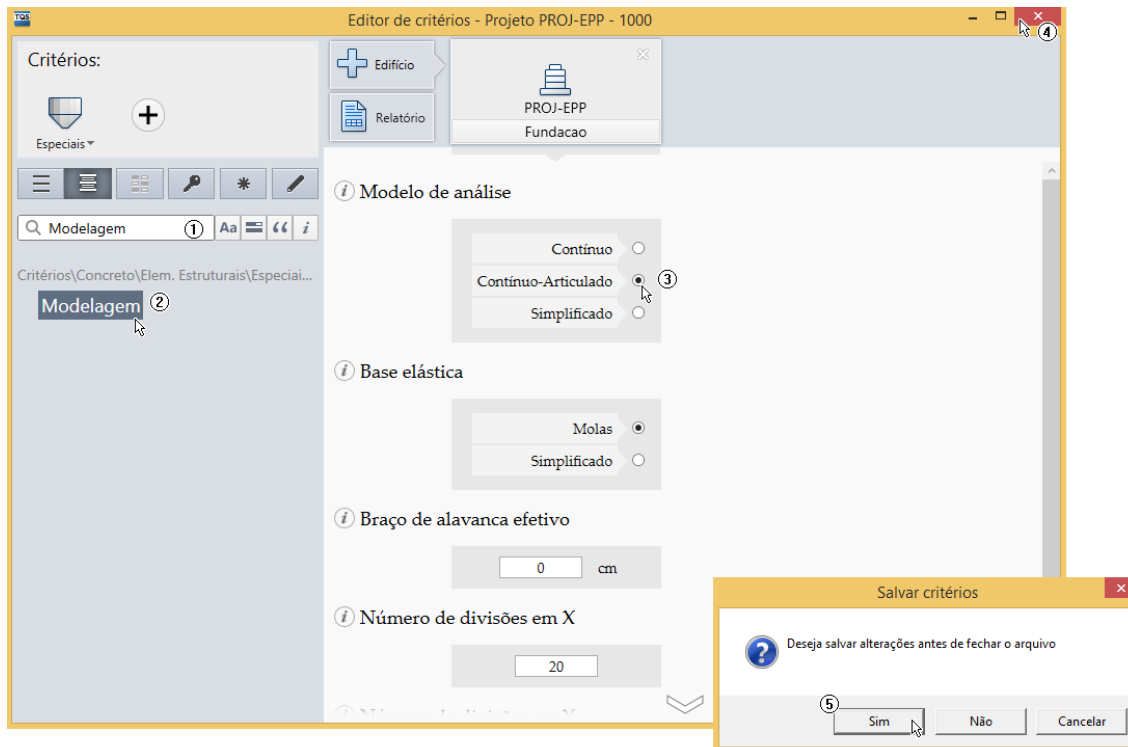 TQS
Editor de critérios - Projeto PROJ-EPP - 1000
4
Critérios:
Especiais
Edifício
Relatório
PROJ-EPP
Fundacao
Modelagem
1
Aa
i
Critérios\Concreto\Elem. Estruturais\Especiai...
Modelagem
2
i Modelo de análise
Contínuo
Contínuo-Articulado
3
Simplificado
i Base elástica
Molas
Simplificado
i Braço de alavanca efetivo
0 cm
i Número de divisões em X
20
Salvar critérios
? Deseja salvar alterações antes de fechar o arquivo
5
Sim Não Cancelar